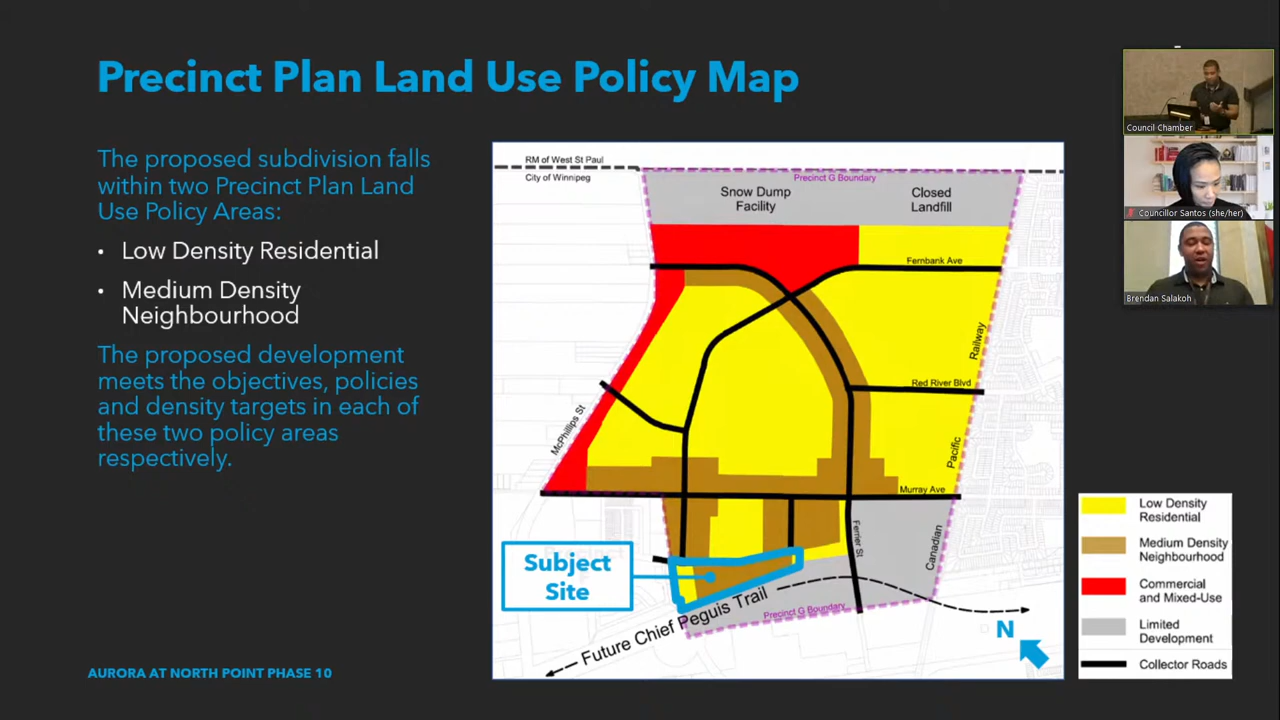 Precinct Plan Land Use Policy Map
The proposed subdivision falls
within two Precinct Plan Land
Use Policy Areas:
• Low Density Residential
• Medium Density
Neighbourhood
The proposed development
meets the objectives, policies
and density targets in each of
these two policy areas
respectively.
AURORA AT NORTH POINT PHASE 10
RM of West St Paul
City of Winnipeg
Precinct G Boundary
Snow Dump
Facility
Closed
Landfill
Fernbank Ave
Railway
Red River Blvd
McPhillips St
Pacific
Murray Ave
Ferrier St
Canadian
Subject
Site
Future Chief Peguis Trail
Precinct G Boundary
N
Low Density
Residential
Medium Density
Neighbourhood
Commercial
and Mixed-Use
Limited
Development
Collector Roads
Council Chamber
Councillor Santos (she/her)
Brendan Salakoh